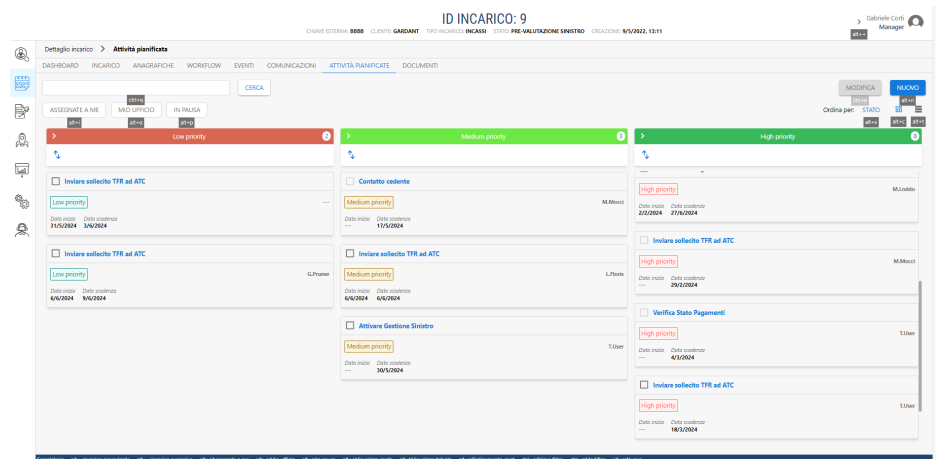 ID INCARICO: 9
CHIAVE ESTERNA: BBBB CLIENTE: GARDANT TIPO INCARICO: INCASSI STATO: PRE-VALUTAZIONE SINISTRO CREAZIONE: 9/5/2022, 13:11
Gabriele Corti
Manager
alt++
Dettaglio incarico > Attività pianificata
DASHBOARD INCARICO ANAGRAFICHE WORKFLOW EVENTI COMUNICAZIONI ATTIVITÀ PIANIFICATE DOCUMENTI
CERCA
MODIFICA NUOVO
ctrl+q
ctrl+e alt+n
ASSEGNATE A ME MIO UFFICIO IN PAUSA
Ordina per: STATO
alt+i alt+o alt+p
alt+s alt+c alt+t
Low priority 2
Medium priority 3
High priority 8
Inviare sollecito TFR ad ATC
Low priority ---
Data inizio Data scadenza
31/5/2024 3/6/2024
Inviare sollecito TFR ad ATC
Low priority G.Pruner
Data inizio Data scadenza
6/6/2024 9/6/2024
Contatto cedente
Medium priority M.Mocci
Data inizio Data scadenza
--- 17/5/2024
Inviare sollecito TFR ad ATC
Medium priority L.Floris
Data inizio Data scadenza
6/6/2024 6/6/2024
Attivare Gestione Sinistro
Medium priority T.User
Data inizio Data scadenza
--- 30/5/2024
High priority M.Loddo
Data inizio Data scadenza
2/2/2024 27/6/2024
Inviare sollecito TFR ad ATC
High priority M.Mocci
Data inizio Data scadenza
--- 29/2/2024
Verifica Stato Pagamenti
High priority T.User
Data inizio Data scadenza
--- 4/3/2024
Inviare sollecito TFR ad ATC
High priority T.User
Data inizio Data scadenza
--- 18/3/2024